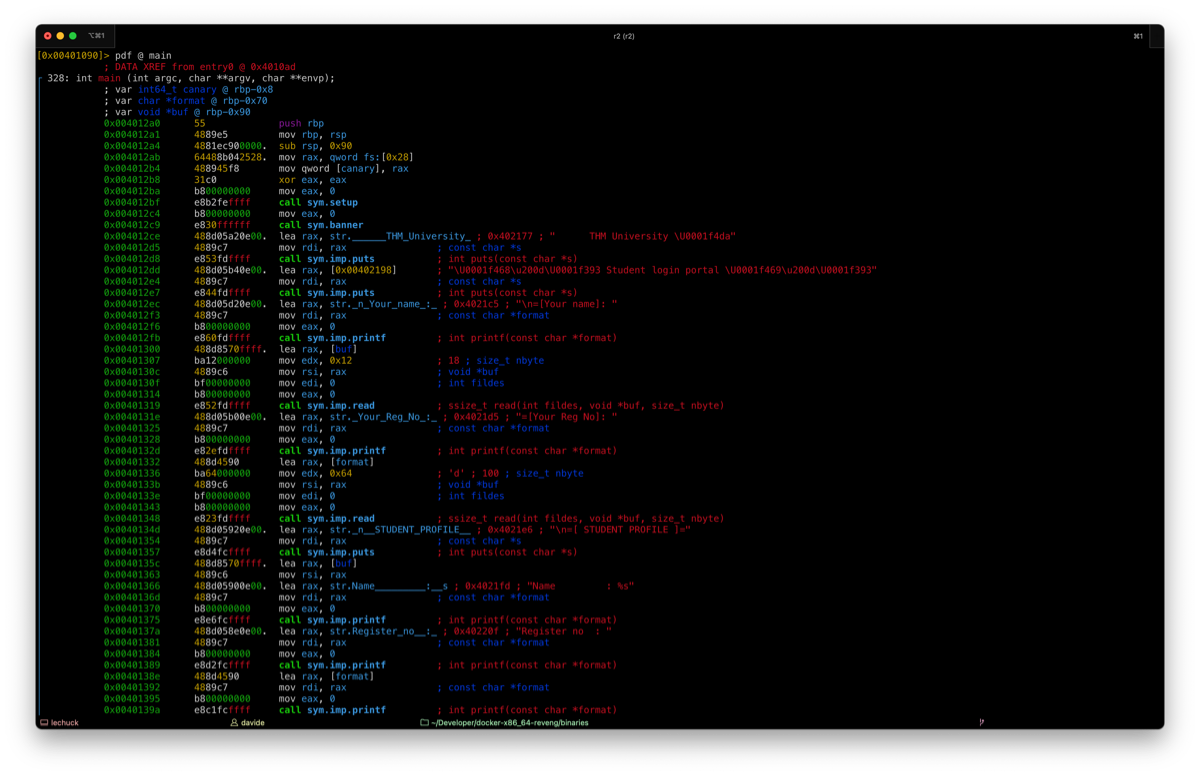 ⌥⌘1 r2 (r2) ⌘1
[0x00401090]> pdf @ main
; DATA XREF from entry0 @ 0x4010ad
┌ 328: int main (int argc, char **argv, char **envp);
; var int64_t canary @ rbp-0x8
; var char *format @ rbp-0x70
; var void *buf @ rbp-0x90
0x004012a0 55 push rbp
0x004012a1 4889e5 mov rbp, rsp
0x004012a4 4881ec900000. sub rsp, 0x90
0x004012ab 64488b042528. mov rax, qword fs:[0x28]
0x004012b4 488945f8 mov qword [canary], rax
0x004012b8 31c0 xor eax, eax
0x004012ba b800000000 mov eax, 0
0x004012bf e8b2feffff call sym.setup
0x004012c4 b800000000 mov eax, 0
0x004012c9 e830ffffff call sym.banner
0x004012ce 488d05a20e00. lea rax, str.______THM_University_ ; 0x402177 ; "      THM University \U0001f4da"
0x004012d5 4889c7 mov rdi, rax ; const char *s
0x004012d8 e853fdffff call sym.imp.puts ; int puts(const char *s)
0x004012dd 488d05b40e00. lea rax, [0x00402198] ; "\U0001f468\u200d\U0001f393 Student login portal \U0001f469\u200d\U0001f393"
0x004012e4 4889c7 mov rdi, rax ; const char *s
0x004012e7 e844fdffff call sym.imp.puts ; int puts(const char *s)
0x004012ec 488d05d20e00. lea rax, str._n_Your_name_:_ ; 0x4021c5 ; "\n=[Your name]: "
0x004012f3 4889c7 mov rdi, rax ; const char *format
0x004012f6 b800000000 mov eax, 0
0x004012fb e860fdffff call sym.imp.printf ; int printf(const char *format)
0x00401300 488d8570ffff. lea rax, [buf]
0x00401307 ba12000000 mov edx, 0x12 ; 18 ; size_t nbyte
0x0040130c 4889c6 mov rsi, rax ; void *buf
0x0040130f bf00000000 mov edi, 0 ; int fildes
0x00401314 b800000000 mov eax, 0
0x00401319 e852fdffff call sym.imp.read ; ssize_t read(int fildes, void *buf, size_t nbyte)
0x0040131e 488d05b00e00. lea rax, str._Your_Reg_No_:_ ; 0x4021d5 ; "=[Your Reg No]: "
0x00401325 4889c7 mov rdi, rax ; const char *format
0x00401328 b800000000 mov eax, 0
0x0040132d e82efdffff call sym.imp.printf ; int printf(const char *format)
0x00401332 488d4590 lea rax, [format]
0x00401336 ba64000000 mov edx, 0x64 ; 'd' ; 100 ; size_t nbyte
0x0040133b 4889c6 mov rsi, rax ; void *buf
0x0040133e bf00000000 mov edi, 0 ; int fildes
0x00401343 b800000000 mov eax, 0
0x00401348 e823fdffff call sym.imp.read ; ssize_t read(int fildes, void *buf, size_t nbyte)
0x0040134d 488d05920e00. lea rax, str._n__STUDENT_PROFILE__ ; 0x4021e6 ; "\n=[ STUDENT PROFILE ]="
0x00401354 4889c7 mov rdi, rax ; const char *s
0x00401357 e8d4fcffff call sym.imp.puts ; int puts(const char *s)
0x0040135c 488d8570ffff. lea rax, [buf]
0x00401363 4889c6 mov rsi, rax
0x00401366 488d05900e00. lea rax, str.Name_________:__s ; 0x4021fd ; "Name         : %s"
0x0040136d 4889c7 mov rdi, rax ; const char *format
0x00401370 b800000000 mov eax, 0
0x00401375 e8e6fcffff call sym.imp.printf ; int printf(const char *format)
0x0040137a 488d058e0e00. lea rax, str.Register_no__:_ ; 0x40220f ; "Register no  : "
0x00401381 4889c7 mov rdi, rax ; const char *format
0x00401384 b800000000 mov eax, 0
0x00401389 e8d2fcffff call sym.imp.printf ; int printf(const char *format)
0x0040138e 488d4590 lea rax, [format]
0x00401392 4889c7 mov rdi, rax ; const char *format
0x00401395 b800000000 mov eax, 0
0x0040139a e8c1fcffff call sym.imp.printf ; int printf(const char *format)
lechuck davide ~/Developer/docker-x86_64-reveng/binaries